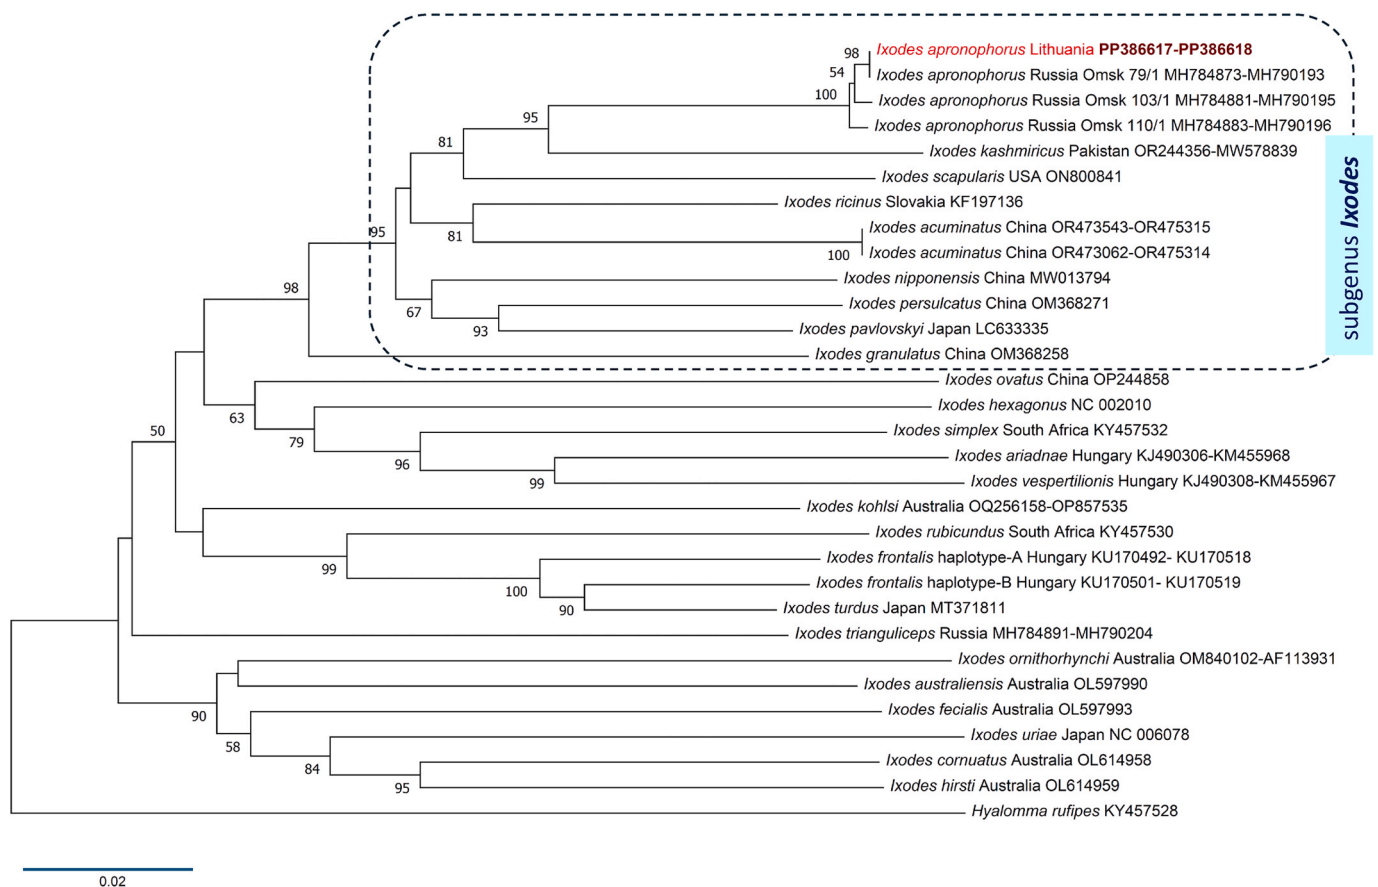 Ixodes apronophorus Lithuania PP386617-PP386618
98
Ixodes apronophorus Russia Omsk 79/1 MH784873-MH790193
54
Ixodes apronophorus Russia Omsk 103/1 MH784881-MH790195
100
Ixodes apronophorus Russia Omsk 110/1 MH784883-MH790196
95
Ixodes kashmiricus Pakistan OR244356-MW578839
81
Ixodes scapularis USA ON800841
Ixodes ricinus Slovakia KF197136
81
Ixodes acuminatus China OR473543-OR475315
95
Ixodes acuminatus China OR473062-OR475314
100
Ixodes nipponensis China MW013794
98
Ixodes persulcatus China OM368271
67
Ixodes pavlovskyi Japan LC633335
93
Ixodes granulatus China OM368258
subgenus Ixodes
Ixodes ovatus China OP244858
63
Ixodes hexagonus NC 002010
79
Ixodes simplex South Africa KY457532
50
Ixodes ariadnae Hungary KJ490306-KM455968
96
Ixodes vespertilionis Hungary KJ490308-KM455967
99
Ixodes kohlsi Australia OQ256158-OP857535
Ixodes rubicundus South Africa KY457530
99
Ixodes frontalis haplotype-A Hungary KU170492- KU170518
100
Ixodes frontalis haplotype-B Hungary KU170501- KU170519
90
Ixodes turdus Japan MT371811
Ixodes trianguliceps Russia MH784891-MH790204
Ixodes ornithorhynchi Australia OM840102-AF113931
Ixodes australiensis Australia OL597990
90
Ixodes fecialis Australia OL597993
58
Ixodes uriae Japan NC 006078
84
Ixodes cornuatus Australia OL614958
95
Ixodes hirsti Australia OL614959
Hyalomma rufipes KY457528
0.02